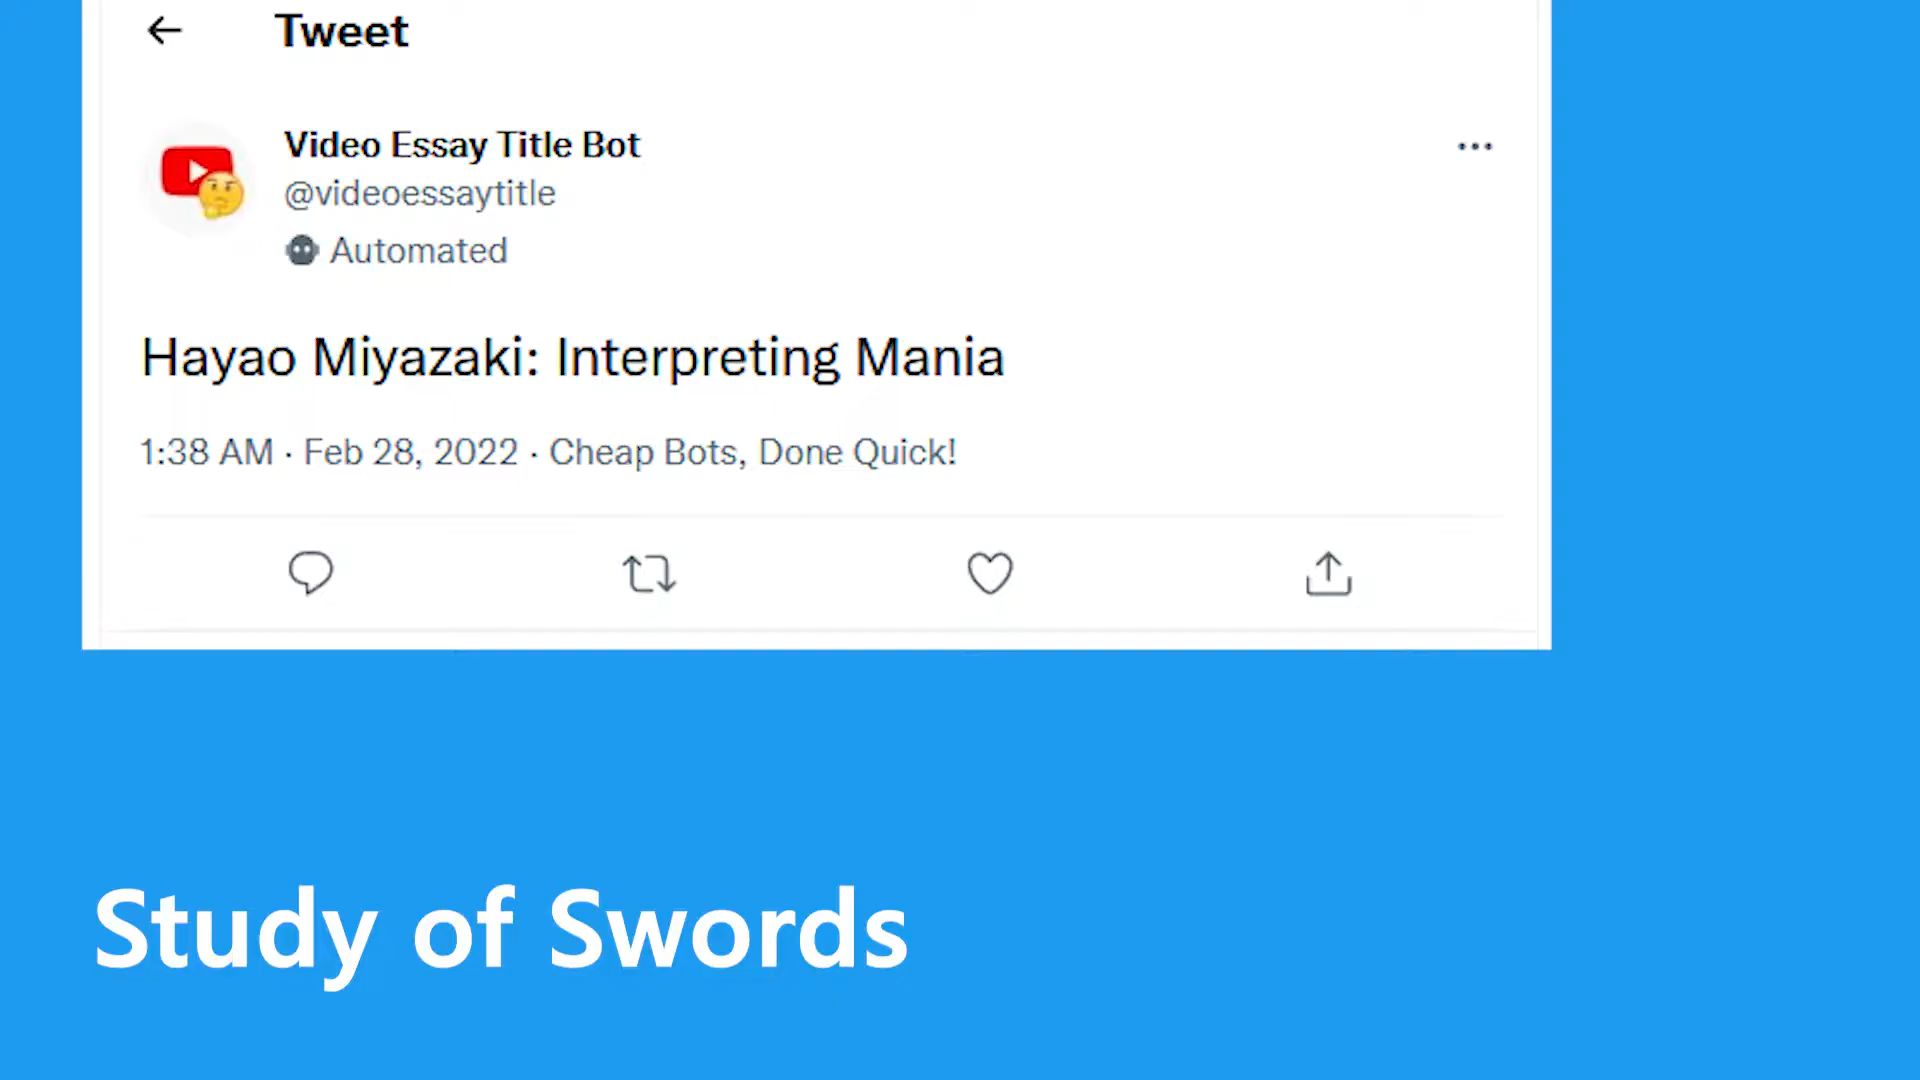 Tweet
Video Essay Title Bot
@videoessaytitle
Automated
Hayao Miyazaki: Interpreting Mania
1:38 AM · Feb 28, 2022 · Cheap Bots, Done Quick!
Study of Swords